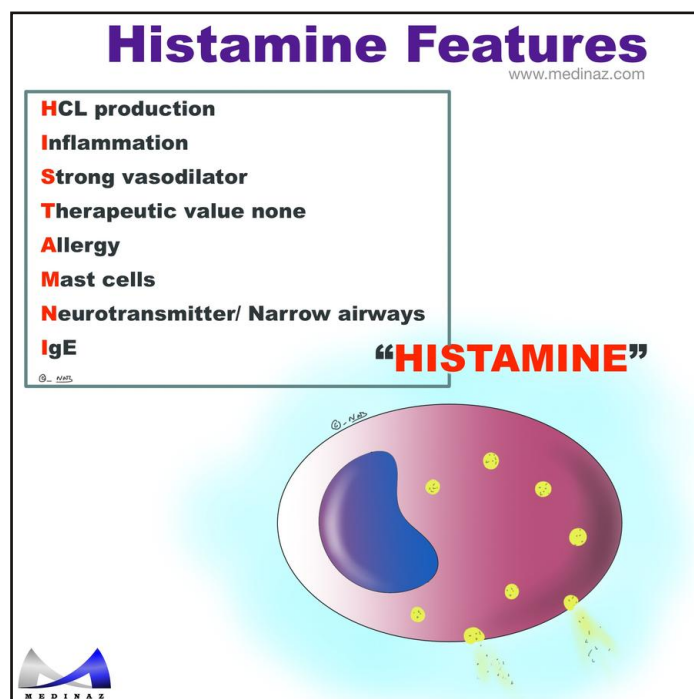 Histamine Features
www.medinaz.com
HCL production
Inflammation
Strong vasodilator
Therapeutic value none
Allergy
Mast cells
Neurotransmitter/ Narrow airways
IgE
“HISTAMINE”
MEDINAZ